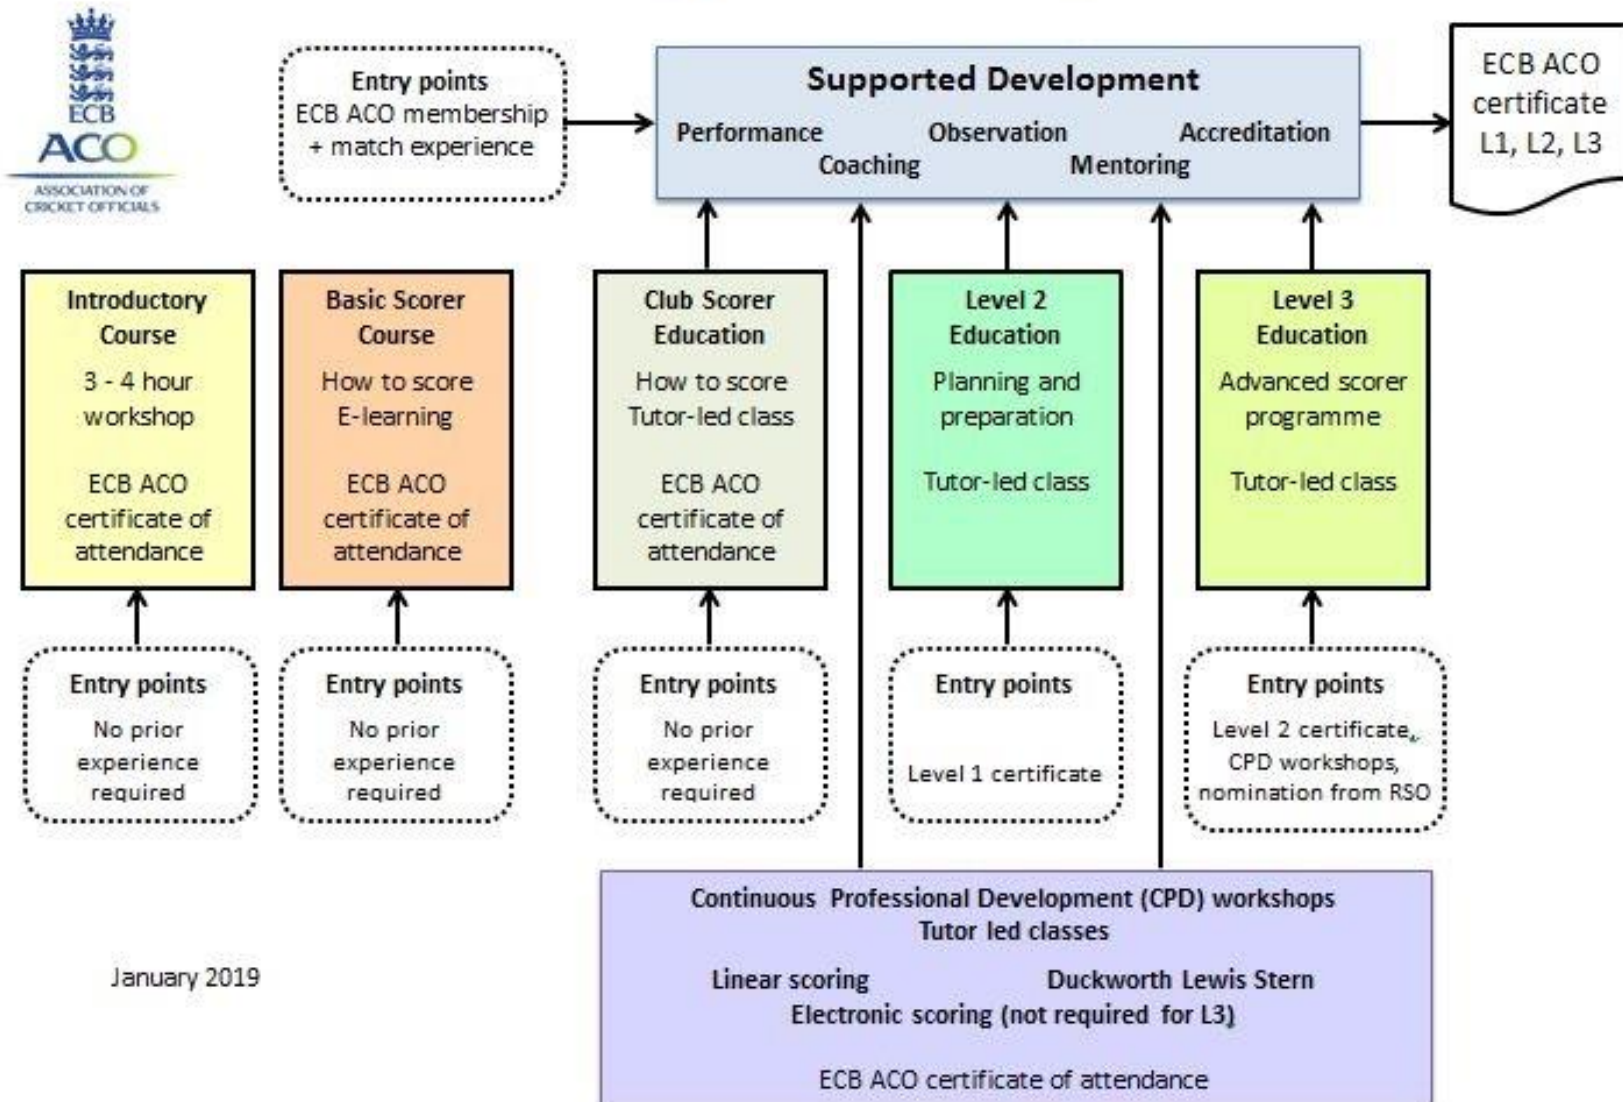 ECB
ACO
ASSOCIATION OF
CRICKET OFFICIALS
Entry points
ECB ACO membership
+ match experience
Supported Development
Performance
Observation
Accreditation
Coaching
Mentoring
ECB ACO
certificate
L1, L2, L3
Introductory
Course
3 - 4 hour
workshop
ECB ACO
certificate of
attendance
Basic Scorer
Course
How to score
E-learning
ECB ACO
certificate of
attendance
Club Scorer
Education
How to score
Tutor-led class
ECB ACO
certificate of
attendance
Level 2
Education
Planning and
preparation
Tutor-led class
Level 3
Education
Advanced scorer
programme
Tutor-led class
Entry points
No prior
experience
required
Entry points
No prior
experience
required
Entry points
No prior
experience
required
Entry points
Level 1 certificate
Entry points
Level 2 certificate,
CPD workshops,
nomination from RSO
Continuous Professional Development (CPD) workshops
Tutor led classes
Linear scoring
Duckworth Lewis Stern
Electronic scoring (not required for L3)
ECB ACO certificate of attendance
January 2019